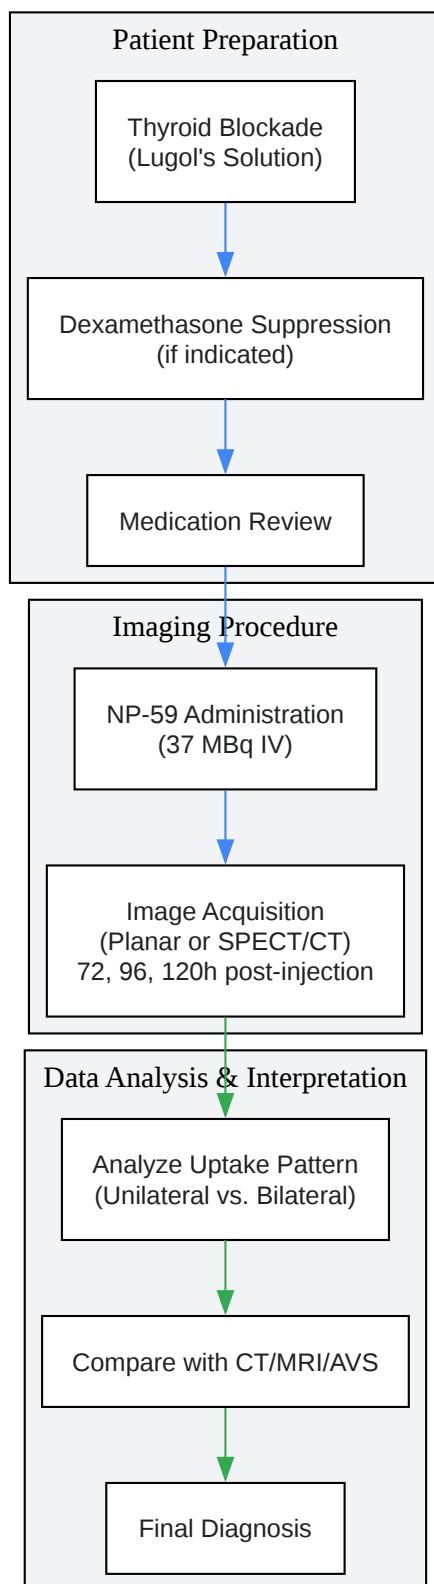 Patient Preparation
Thyroid Blockade
(Lugol's Solution)
Dexamethasone Suppression
(if indicated)
Medication Review
Imaging Procedure
NP-59 Administration
(37 MBq IV)
Image Acquisition
(Planar or SPECT/CT)
72, 96, 120h post-injection
Data Analysis & Interpretation
Analyze Uptake Pattern
(Unilateral vs. Bilateral)
Compare with CT/MRI/AVS
Final Diagnosis